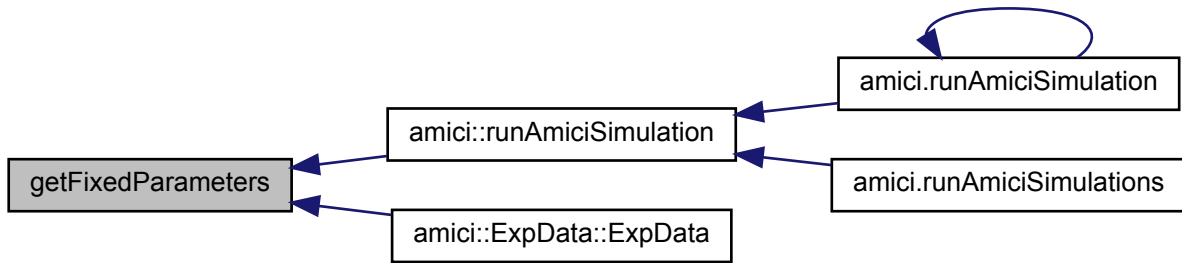 getFixedParameters
amici::runAmiciSimulation
amici::ExpData::ExpData
amici.runAmiciSimulation
amici.runAmiciSimulations